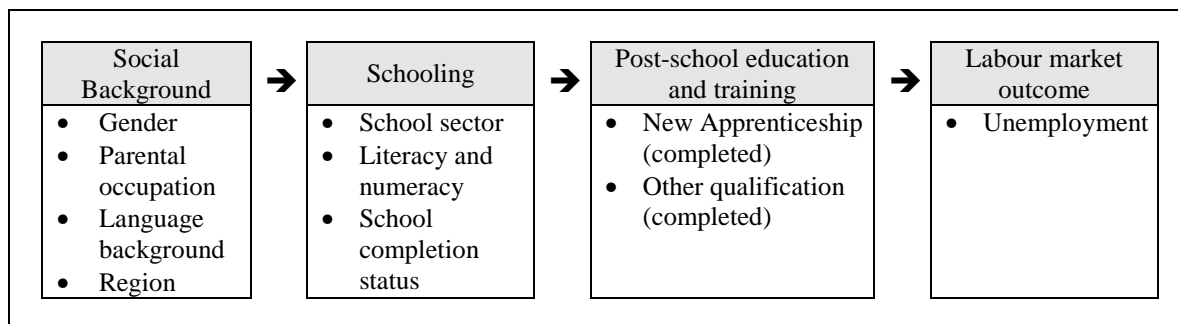 Social
Background
• Gender
• Parental
occupation
• Language
background
• Region
➔
Schooling
• School sector
• Literacy and
numeracy
• School
completion
status
➔
Post-school education
and training
• New Apprenticeship
(completed)
• Other qualification
(completed)
➔
Labour market
outcome
• Unemployment